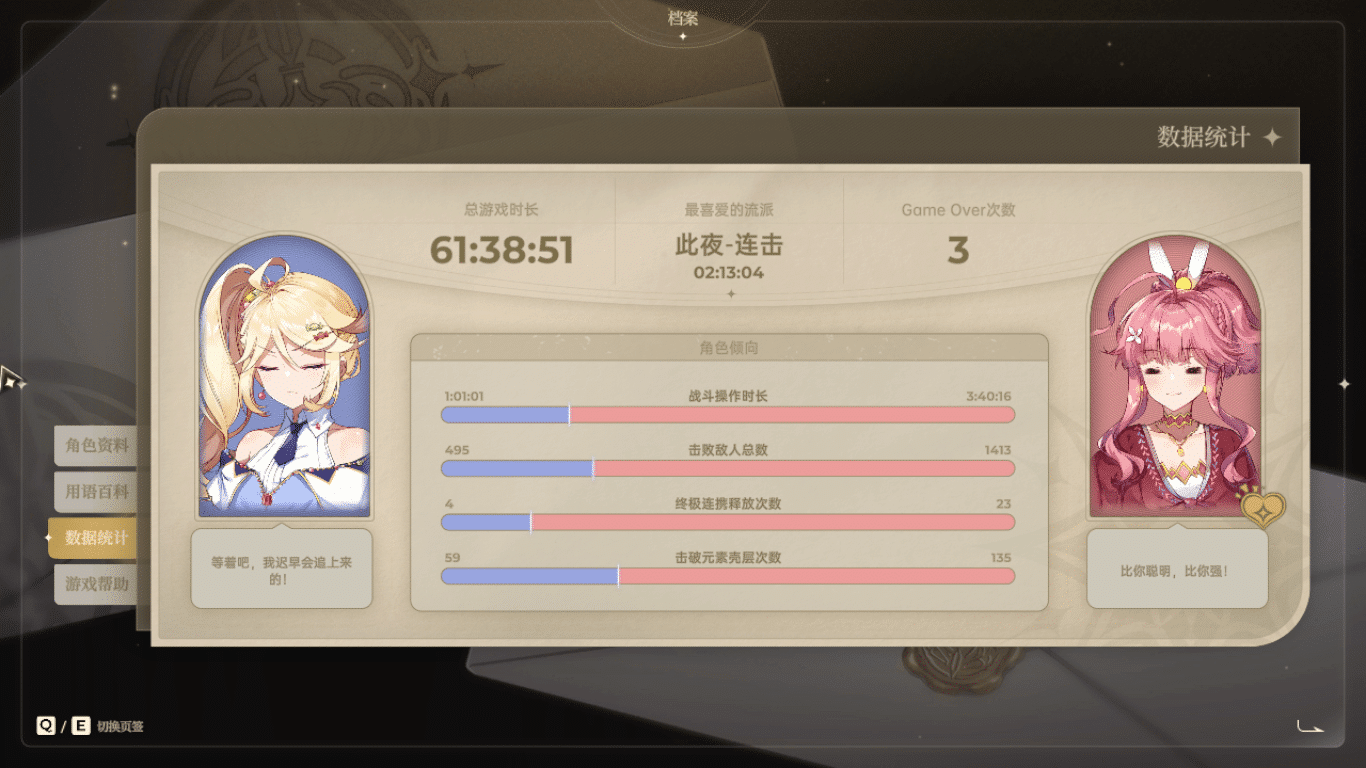 档案
数据统计
总游戏时长
61:38:51
最喜爱的流派
此夜-连击
02:13:04
Game Over次数
3
角色倾向
1:01:01 战斗操作时长 3:40:16
495 击败敌人总数 1413
4 终极连携释放次数 23
59 击破元素壳层次数 135
等着吧，我迟早会追上来
的！
比你聪明，比你强！
角色资料
用语百科
数据统计
游戏帮助
Q / E 切换页签